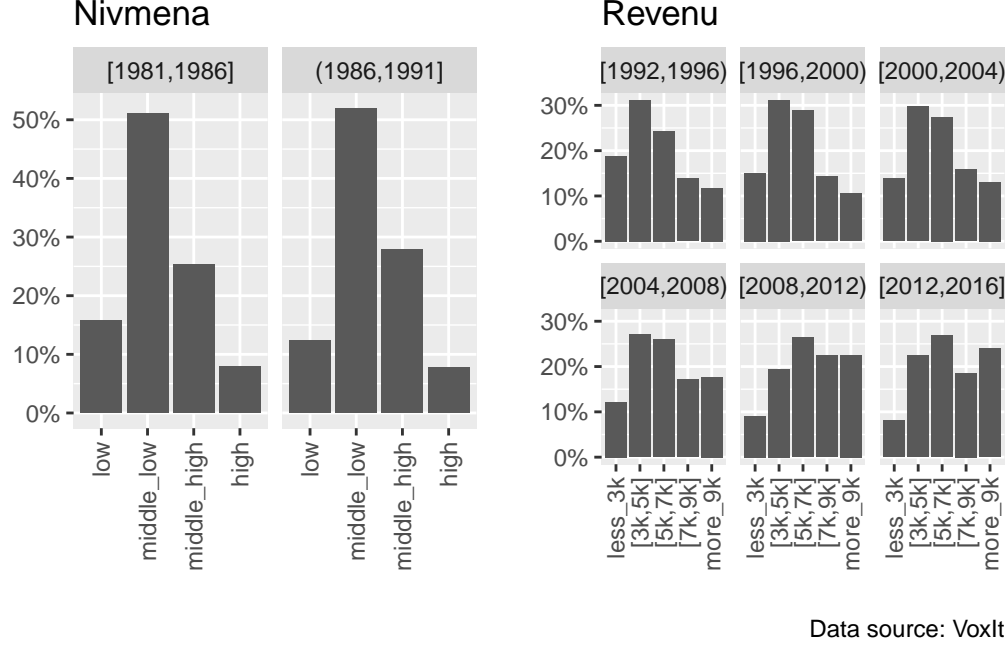 Nivmena
[1981,1986] (1986,1991]
50%
40%
30%
20%
10%
0%
low middle_low middle_high high low middle_low middle_high high
Revenu
[1992,1996) [1996,2000) [2000,2004)
30%
20%
10%
0%
[2004,2008) [2008,2012) [2012,2016]
30%
20%
10%
0%
less_3k [3k,5k] [5k,7k] [7k,9k] more_9k less_3k [3k,5k] [5k,7k] [7k,9k] more_9k less_3k [3k,5k] [5k,7k] [7k,9k] more_9k
Data source: VoxIt